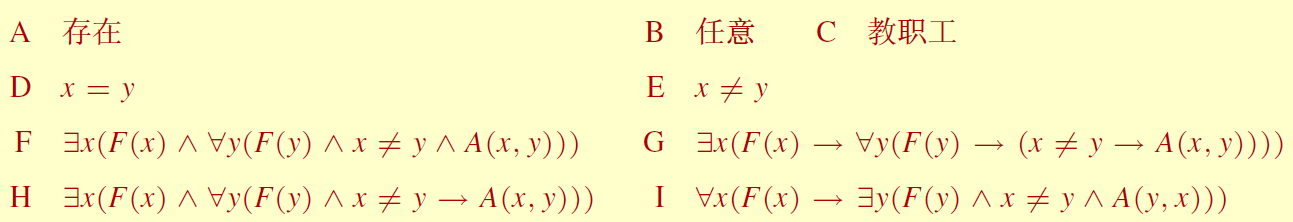 A 存在 B 任意 C 教职工
D x = y E x ≠ y
F ∃x(F(x) ∧ ∀y(F(y) ∧ x ≠ y ∧ A(x, y))) G ∃x(F(x) → ∀y(F(y) → (x ≠ y → A(x, y))))
H ∃x(F(x) ∧ ∀y(F(y) ∧ x ≠ y → A(x, y))) I ∀x(F(x) → ∃y(F(y) ∧ x ≠ y ∧ A(y, x)))